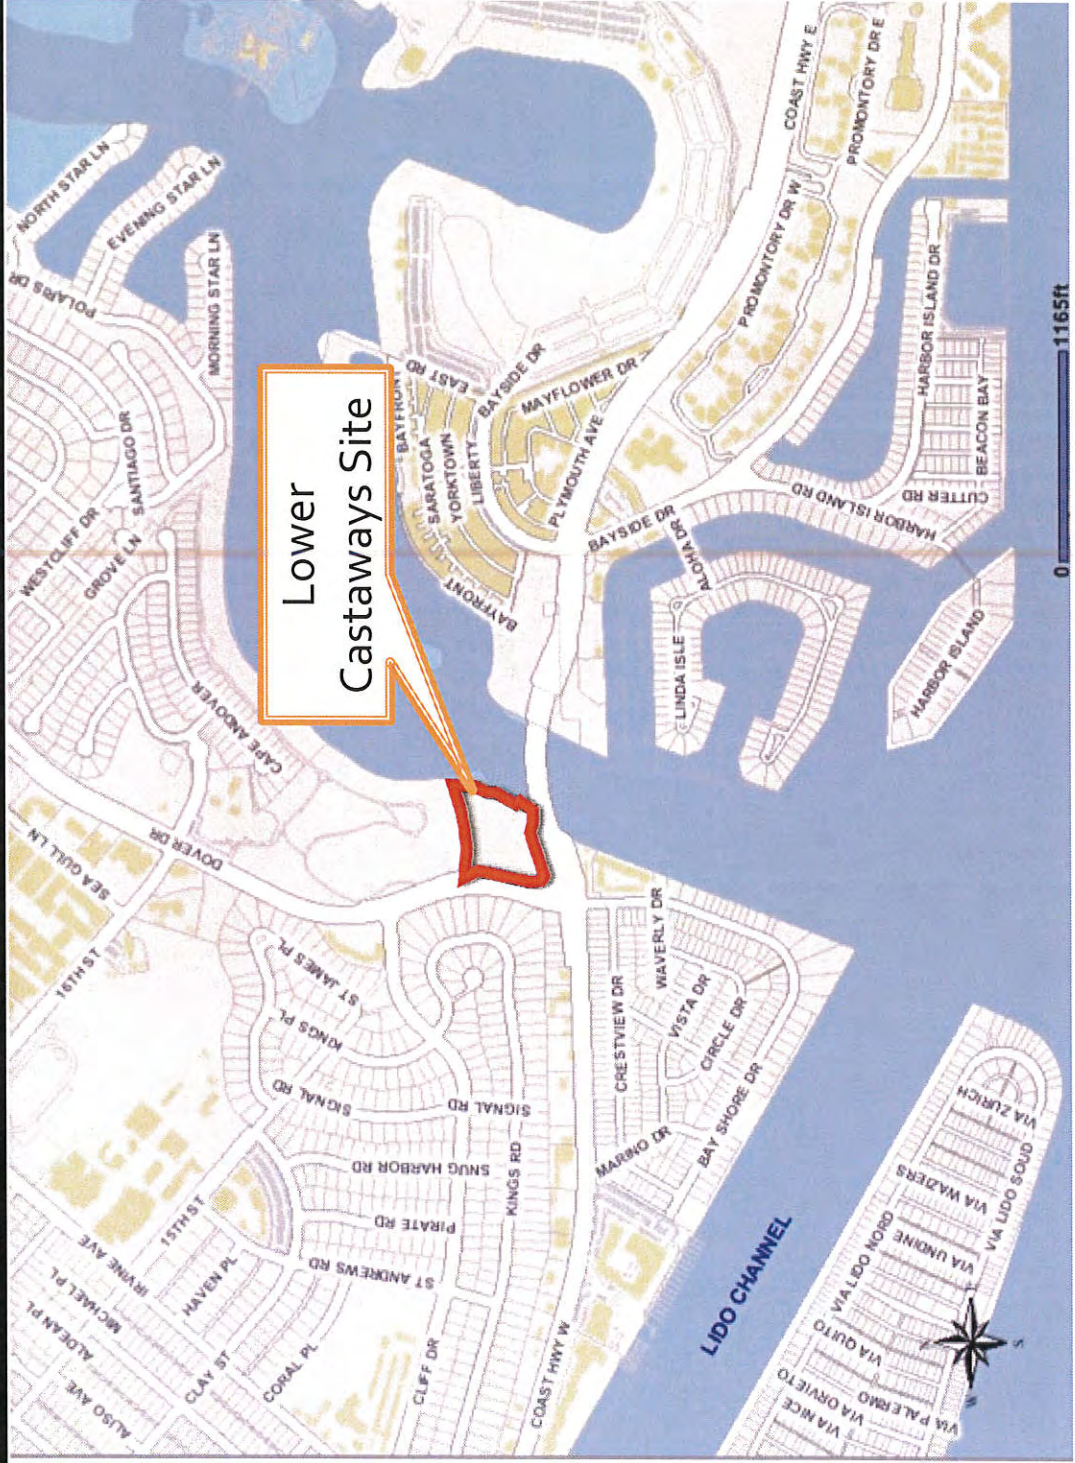 Lower
Castaways Site
NORTH STAR LN
EVENING STAR LN
POLARIS DR
MORNING STAR LN
SANTIAGO DR
WESTCLIFF DR
GROVE LN
CAPE ANDOVER
DOVER DR
SEA GULL LN
16TH ST
ST JAMES PL
KINGS PL
SIGNAL RD
SIGNAL RD
SNUG HARBOR RD
KINGS RD
PIRATE RD
ST ANDREWS RD
15TH ST
HAVEN PL
IRVINE AVE
MICHAEL PL
ALDEAN PL
ALISO AVE
CLAY ST
CORAL PL
CLIFF DR
COAST HWY W
COAST HWY E
PROMONTORY DR E
PROMONTORY DR W
BAYFRONT
EAST RD
SARATOGA
YORKTOWN
LIBERTY
BAYSIDE DR
MAYFLOWER DR
PLYMOUTH AVE
BAYFRONT
BAYSIDE DR
ALOHA DR
LINDA ISLE
HARBOR ISLAND RD
HARBOR ISLAND DR
CUTTER RD
BEACON BAY
HARBOR ISLAND
CRESTVIEW DR
WAVERLY DR
VISTA DR
CIRCLE DR
MARINO DR
BAY SHORE DR
LIDO CHANNEL
VIA ZURICH
VIA LIDO SOUD
VIA WAZIERS
VIA LIDO NORD
VIA UNDINE
VIA QUITO
VIA ORVIETO
VIA PALERMO
VIA NICE
W
S
0
1165ft